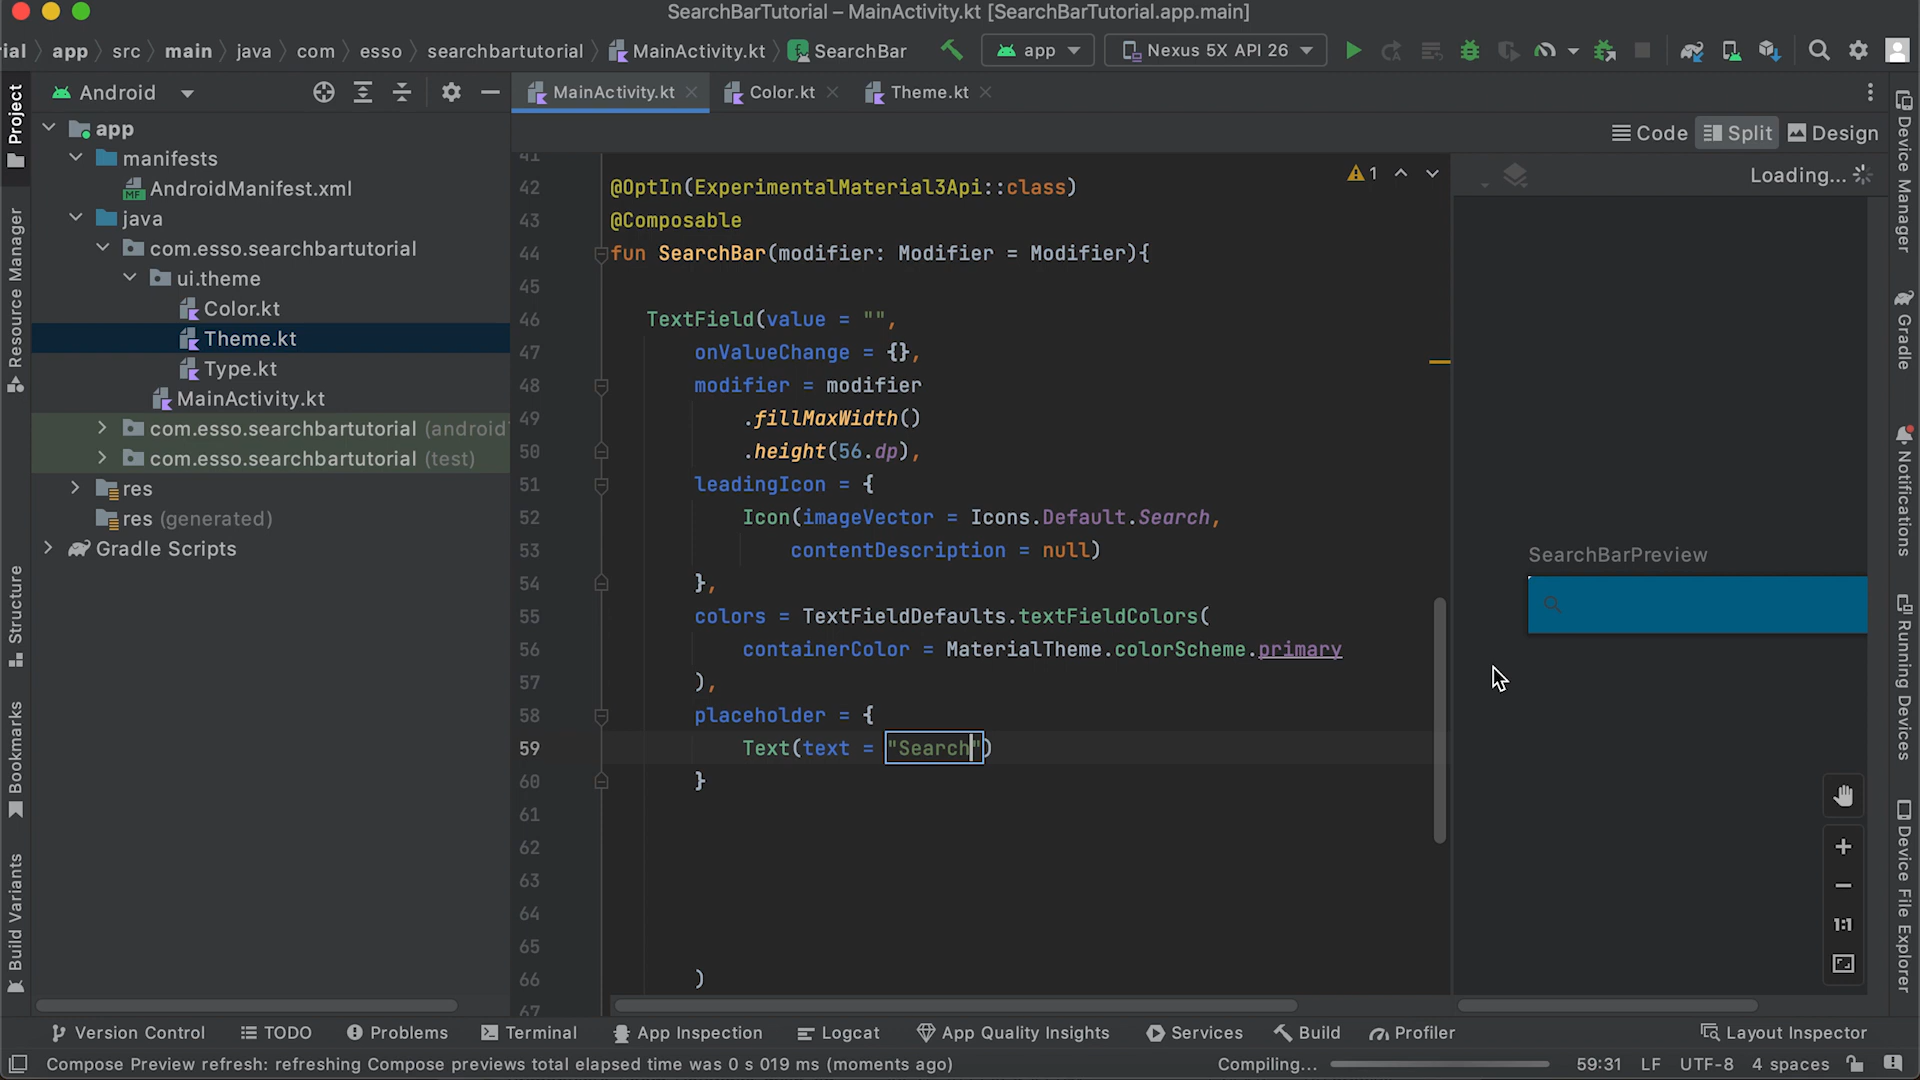 SearchBarTutorial – MainActivity.kt [SearchBarTutorial.app.main]
ial
app
src
main
java
com
esso
searchbartutorial
MainActivity.kt
SearchBar
app
Nexus 5X API 26
Project
Resource Manager
Structure
Bookmarks
Build Variants
Android
app
manifests
MF AndroidManifest.xml
java
com.esso.searchbartutorial
ui.theme
Color.kt
Theme.kt
Type.kt
MainActivity.kt
com.esso.searchbartutorial (android
com.esso.searchbartutorial (test)
res
res (generated)
Gradle Scripts
MainActivity.kt
Color.kt
Theme.kt
Code
Split
Design
1
41
42 @OptIn(ExperimentalMaterial3Api::class)
43 @Composable
44 fun SearchBar(modifier: Modifier = Modifier){
45
46 TextField(value = "",
47 onValueChange = {},
48 modifier = modifier
49 .fillMaxWidth()
50 .height(56.dp),
51 leadingIcon = {
52 Icon(imageVector = Icons.Default.Search,
53 contentDescription = null)
54 },
55 colors = TextFieldDefaults.textFieldColors(
56 containerColor = MaterialTheme.colorScheme.primary
57 ),
58 placeholder = {
59 Text(text = "Search")
60 }
61
62
63
64
65
66 )
67
Loading...
SearchBarPreview
1:1
Device Manager
Gradle
Notifications
Running Devices
Device File Explorer
Version Control
TODO
Problems
Terminal
App Inspection
Logcat
App Quality Insights
Services
Build
Profiler
Layout Inspector
Compose Preview refresh: refreshing Compose previews total elapsed time was 0 s 019 ms (moments ago)
Compiling...
59:31
LF
UTF-8
4 spaces